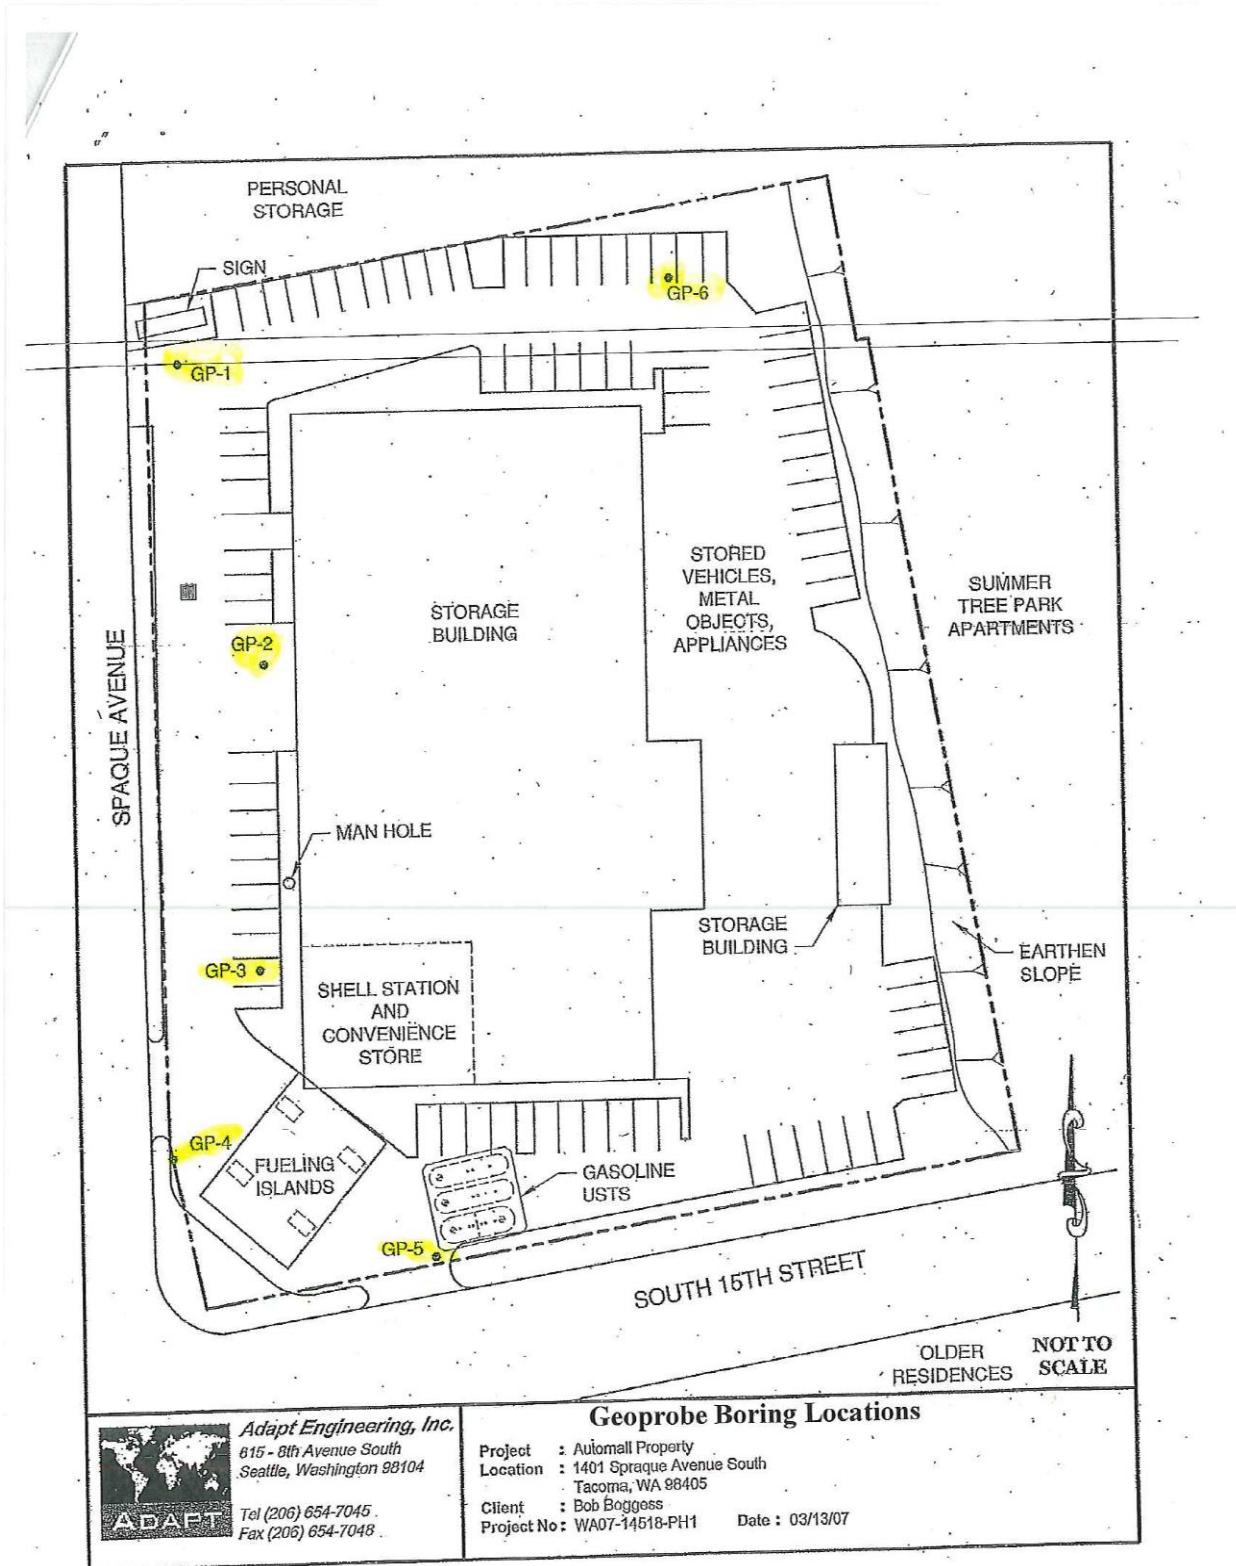 PERSONAL
STORAGE
SIGN
GP-6
GP-1
STORED
VEHICLES,
METAL
OBJECTS,
APPLIANCES
SUMMER
TREE PARK
APARTMENTS
STORAGE
BUILDING
GP-2
SPAQUE AVENUE
MAN HOLE
STORAGE
BUILDING
EARTHEN
SLOPE
GP-3
SHELL STATION
AND
CONVENIENCE
STORE
GP-4
FUELING
ISLANDS
GASOLINE
USTS
GP-5
SOUTH 15TH STREET
OLDER
RESIDENCES
NOT TO
SCALE
ADAPT
Adapt Engineering, Inc.
615 - 8th Avenue South
Seattle, Washington 98104
Tel (206) 654-7045
Fax (206) 654-7048
Geoprobe Boring Locations
Project : Automall Property
Location : 1401 Sprague Avenue South
Tacoma, WA 98405
Client : Bob Boggess
Project No : WA07-14518-PH1 Date : 03/13/07